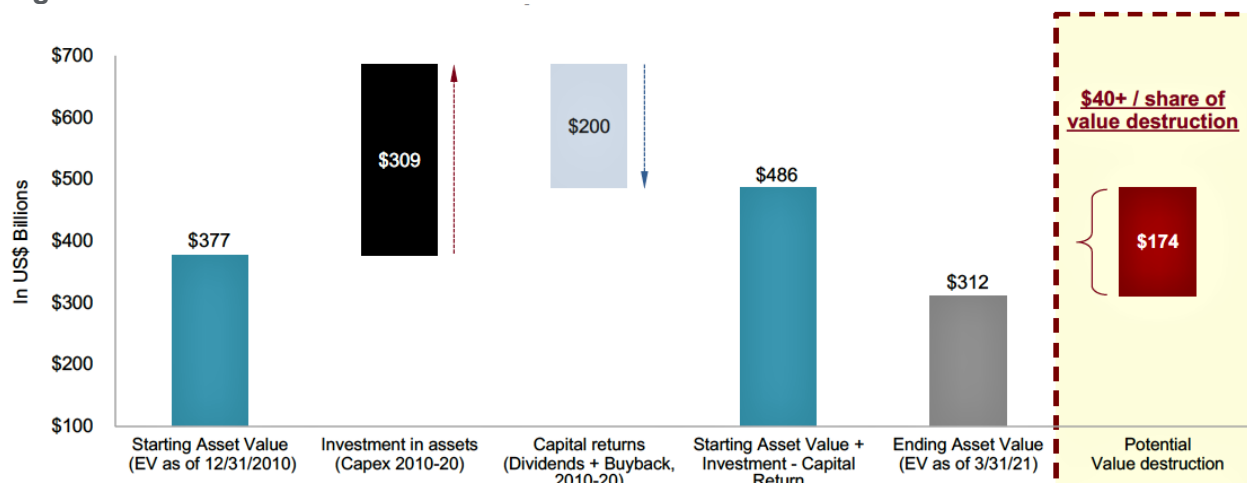 $700
$600
$500
$400
$300
$200
$100
In US$ Billions
$377
$309
$200
$486
$312
$40+ / share of
value destruction
$174
Starting Asset Value
(EV as of 12/31/2010)
Investment in assets
(Capex 2010-20)
Capital returns
(Dividends + Buyback,
2010-20)
Starting Asset Value +
Investment - Capital
Return
Ending Asset Value
(EV as of 3/31/21)
Potential
Value destruction